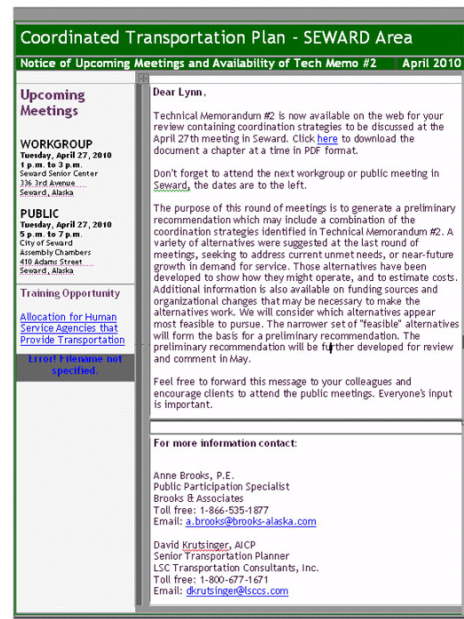 Coordinated Transportation Plan - SEWARD Area
Notice of Upcoming Meetings and Availability of Tech Memo #2 April 2010
Upcoming
Meetings
WORKGROUP
Tuesday, April 27, 2010
1 p.m. to 3 p.m.
Seward Senior Center
336 3rd Avenue
Seward, Alaska
PUBLIC
Tuesday, April 27, 2010
5 p.m. to 7 p.m.
City of Seward
Assembly Chambers
410 Adams Street
Seward, Alaska
Training Opportunity
Allocation for Human
Service Agencies that
Provide Transportation
Error! Filename not
specified.
Dear Lynn,
Technical Memorandum #2 is now available on the web for your
review containing coordination strategies to be discussed at the
April 27th meeting in Seward. Click here to download the
document a chapter at a time in PDF format.
Don't forget to attend the next workgroup or public meeting in
Seward, the dates are to the left.
The purpose of this round of meetings is to generate a preliminary
recommendation which may include a combination of the
coordination strategies identified in Technical Memorandum #2. A
variety of alternatives were suggested at the last round of
meetings, seeking to address current unmet needs, or near-future
growth in demand for service. Those alternatives have been
developed to show how they might operate, and to estimate costs.
Additional information is also available on funding sources and
organizational changes that may be necessary to make the
alternatives work. We will consider which alternatives appear
most feasible to pursue. The narrower set of "feasible" alternatives
will form the basis for a preliminary recommendation. The
preliminary recommendation will be further developed for review
and comment in May.
Feel free to forward this message to your colleagues and
encourage clients to attend the public meetings. Everyone's input
is important.
For more information contact:
Anne Brooks, P.E.
Public Participation Specialist
Brooks & Associates
Toll free: 1-866-535-1877
Email: a.brooks@brooks-alaska.com
David Krutsinger, AICP
Senior Transportation Planner
LSC Transportation Consultants, Inc.
Toll free: 1-800-677-1671
Email: dkrutsinger@lsccs.com